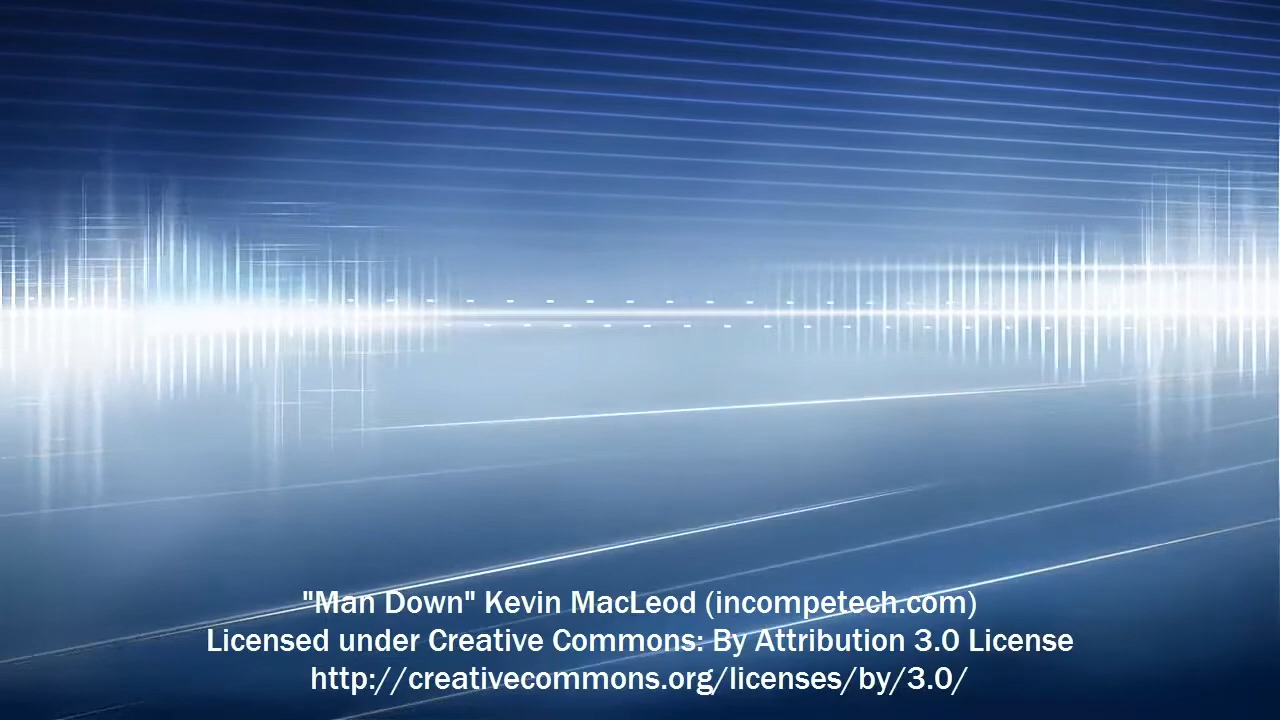 "Man Down" Kevin MacLeod (incompetech.com)
Licensed under Creative Commons: By Attribution 3.0 License
http://creativecommons.org/licenses/by/3.0/